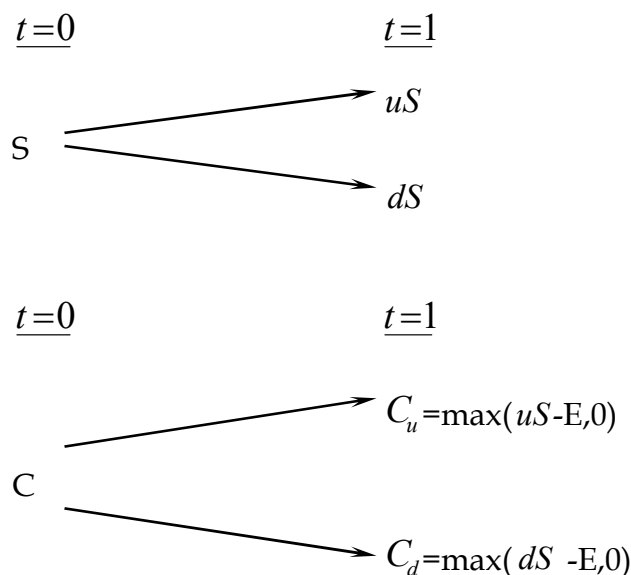 t=0 t=1
uS
S
dS
t=0 t=1
C_u=max(uS-E,0)
C
C_d=max(dS -E,0)